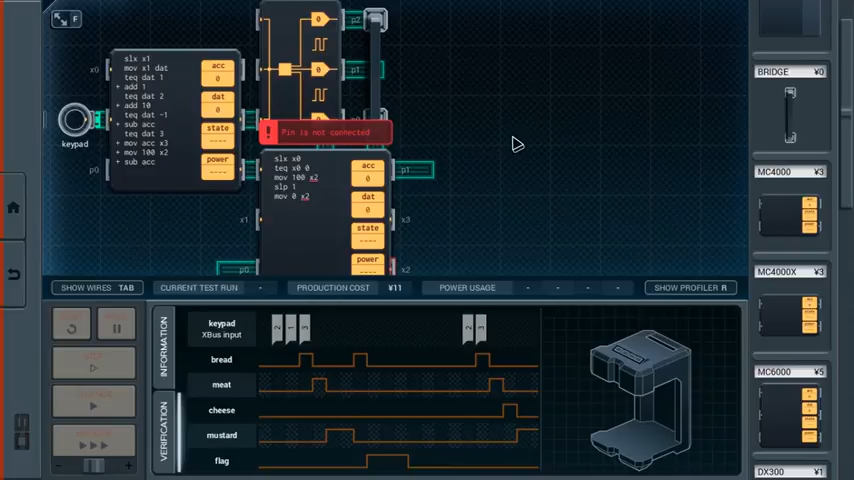 F
x0
p0
keypad
slx x1
mov x1 dat
teq dat 1
+ add 1
teq dat 2
+ add 10
teq dat -1
+ sub acc
teq dat 3
+ mov acc x3
+ mov 100 x2
+ sub acc
acc
0
dat
0
state
----
power
----
0
0
0
p2
p1
Pin is not connected
slx x0
teq x0 0
mov 100 x2
slp 1
mov 0 x2
acc
0
dat
0
state
----
power
x1
p0
p1
x3
x2
BRIDGE ¥0
MC4000 ¥3
MC4000X ¥3
MC6000 ¥5
DX300 ¥1
SHOW WIRES TAB
CURRENT TEST RUN -
PRODUCTION COST ¥11
POWER USAGE - - - -
SHOW PROFILER R
INFORMATION
VERIFICATION
keypad
XBus input
2 1 3
2 3
bread
meat
cheese
mustard
flag